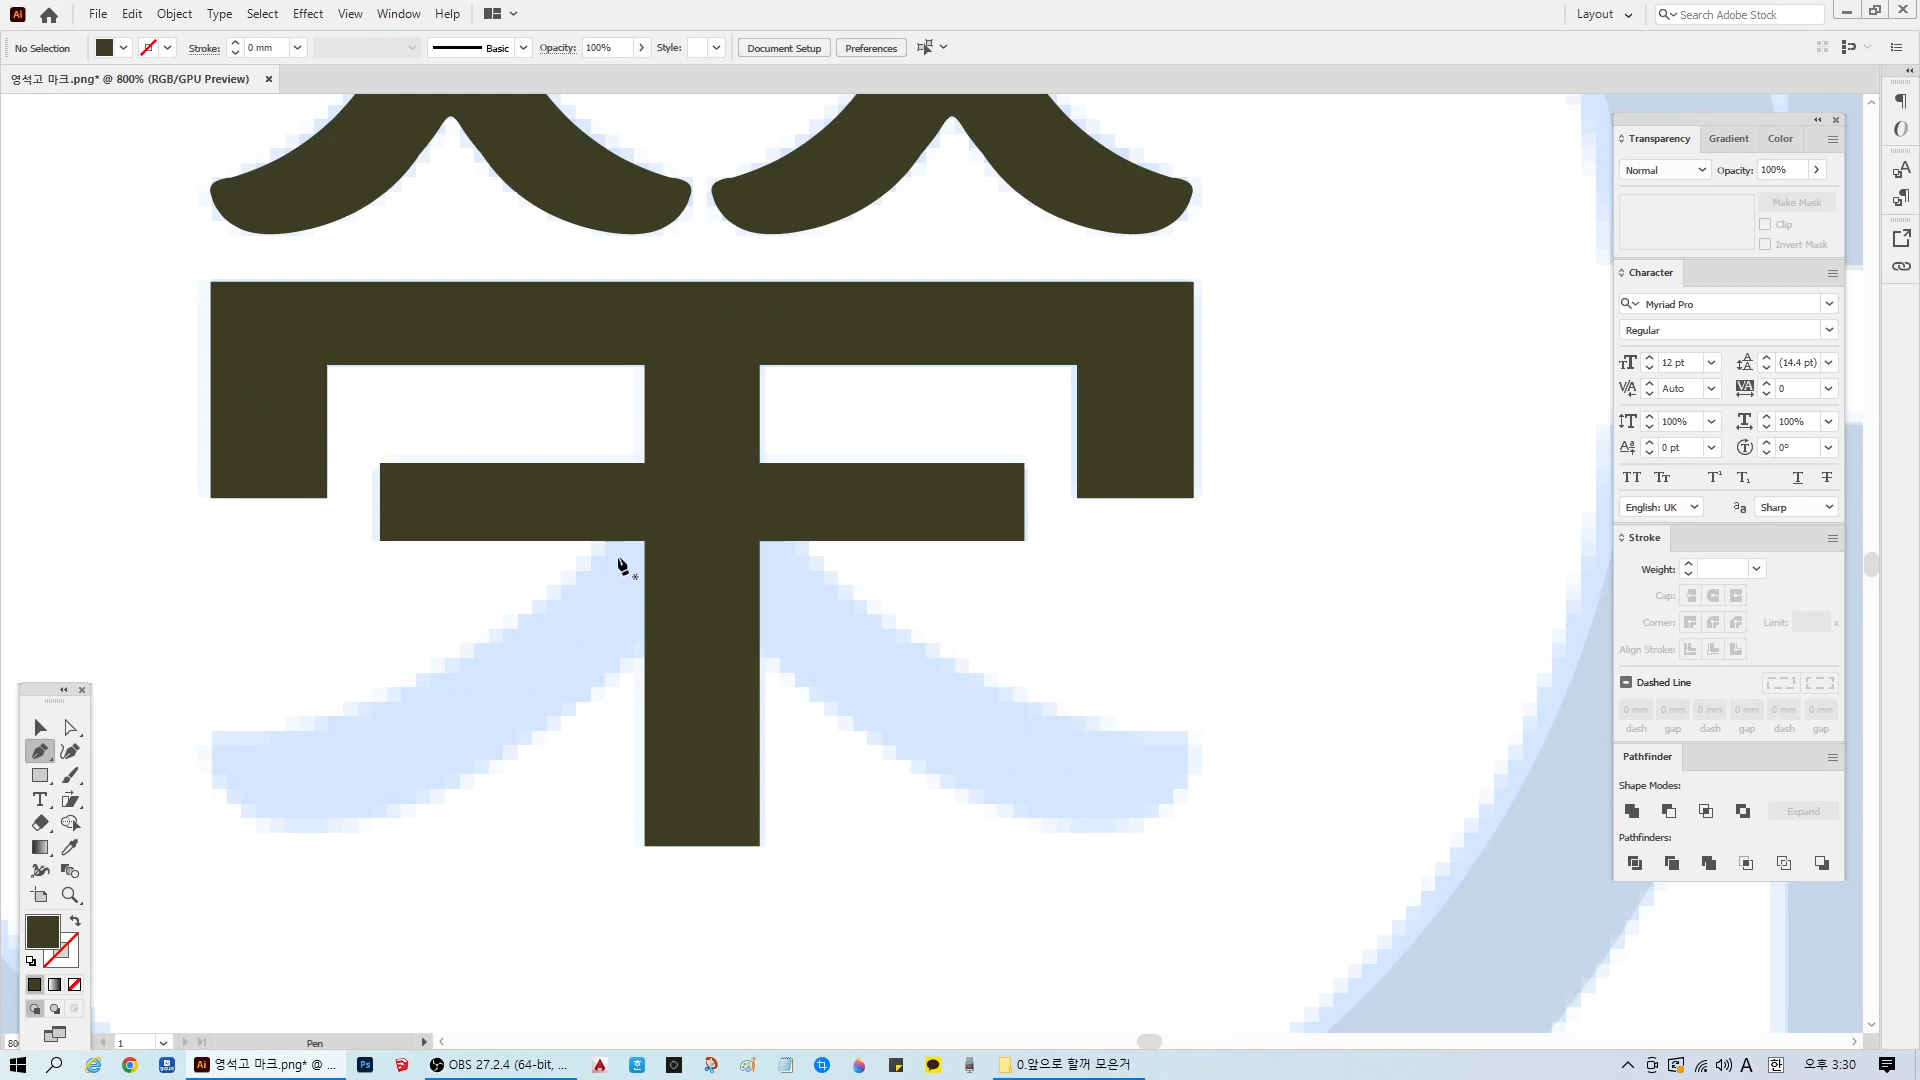 Ai
File Edit Object Type Select Effect View Window Help
Layout
Search Adobe Stock
No Selection
Stroke: 0 mm
Basic
Opacity: 100%
Style:
Document Setup
Preferences
영석고 마크.png* @ 800% (RGB/GPU Preview)
Transparency Gradient Color
Normal
Opacity: 100%
Make Mask
Clip
Invert Mask
Character
Myriad Pro
Regular
12 pt
(14.4 pt)
Auto
0
100%
100%
0 pt
0°
English: UK
Sharp
Stroke
Weight:
Cap:
Corner:
Limit:
x
Align Stroke:
Dashed Line
0 mm 0 mm 0 mm 0 mm 0 mm 0 mm
dash gap dash gap dash gap
Pathfinder
Shape Modes:
Expand
Pathfinders:
1
Pen
영석고 마크.png* @ ...
OBS 27.2.4 (64-bit, ...
0.앞으로 할꺼 모은거
A
한
오후 3:30